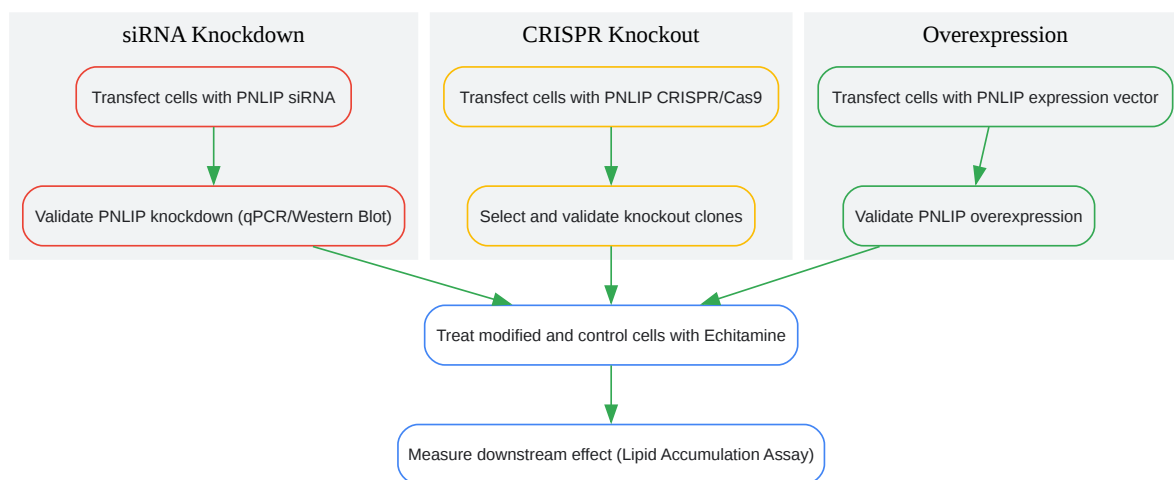 siRNA Knockdown
Transfect cells with PNLIP siRNA
Validate PNLIP knockdown (qPCR/Western Blot)
CRISPR Knockout
Transfect cells with PNLIP CRISPR/Cas9
Select and validate knockout clones
Overexpression
Transfect cells with PNLIP expression vector
Validate PNLIP overexpression
Treat modified and control cells with Echitamine
Measure downstream effect (Lipid Accumulation Assay)